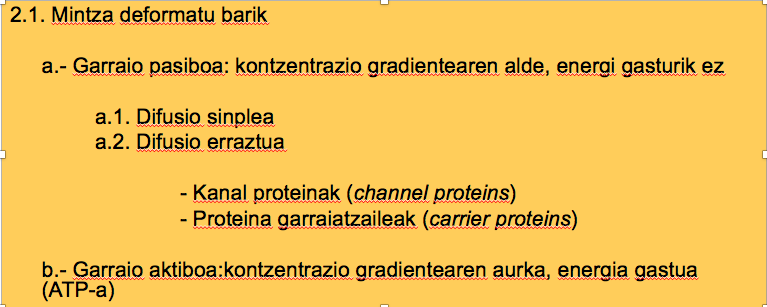 2.1. Mintza deformatu barik
a.- Garraio pasiboa: kontzentrazio gradientearen alde, energi gasturik ez
a.1. Difusio sinplea
a.2. Difusio erraztua
- Kanal proteinak (channel proteins)
- Proteina garraiatzaileak (carrier proteins)
b.- Garraio aktiboa:kontzentrazio gradientearen aurka, energia gastua
(ATP-a)